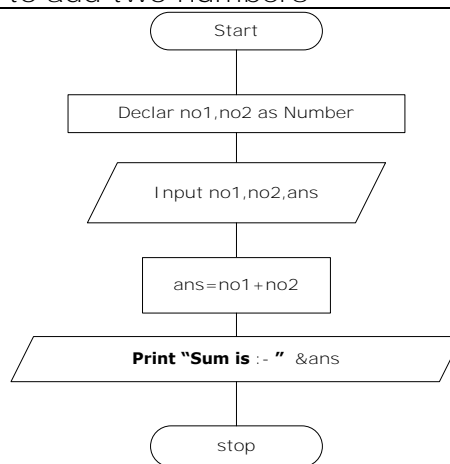 to add two numbers
Start
Declar no1,no2 as Number
Input no1,no2,ans
ans=no1+no2
Print “Sum is :- ” &ans
stop